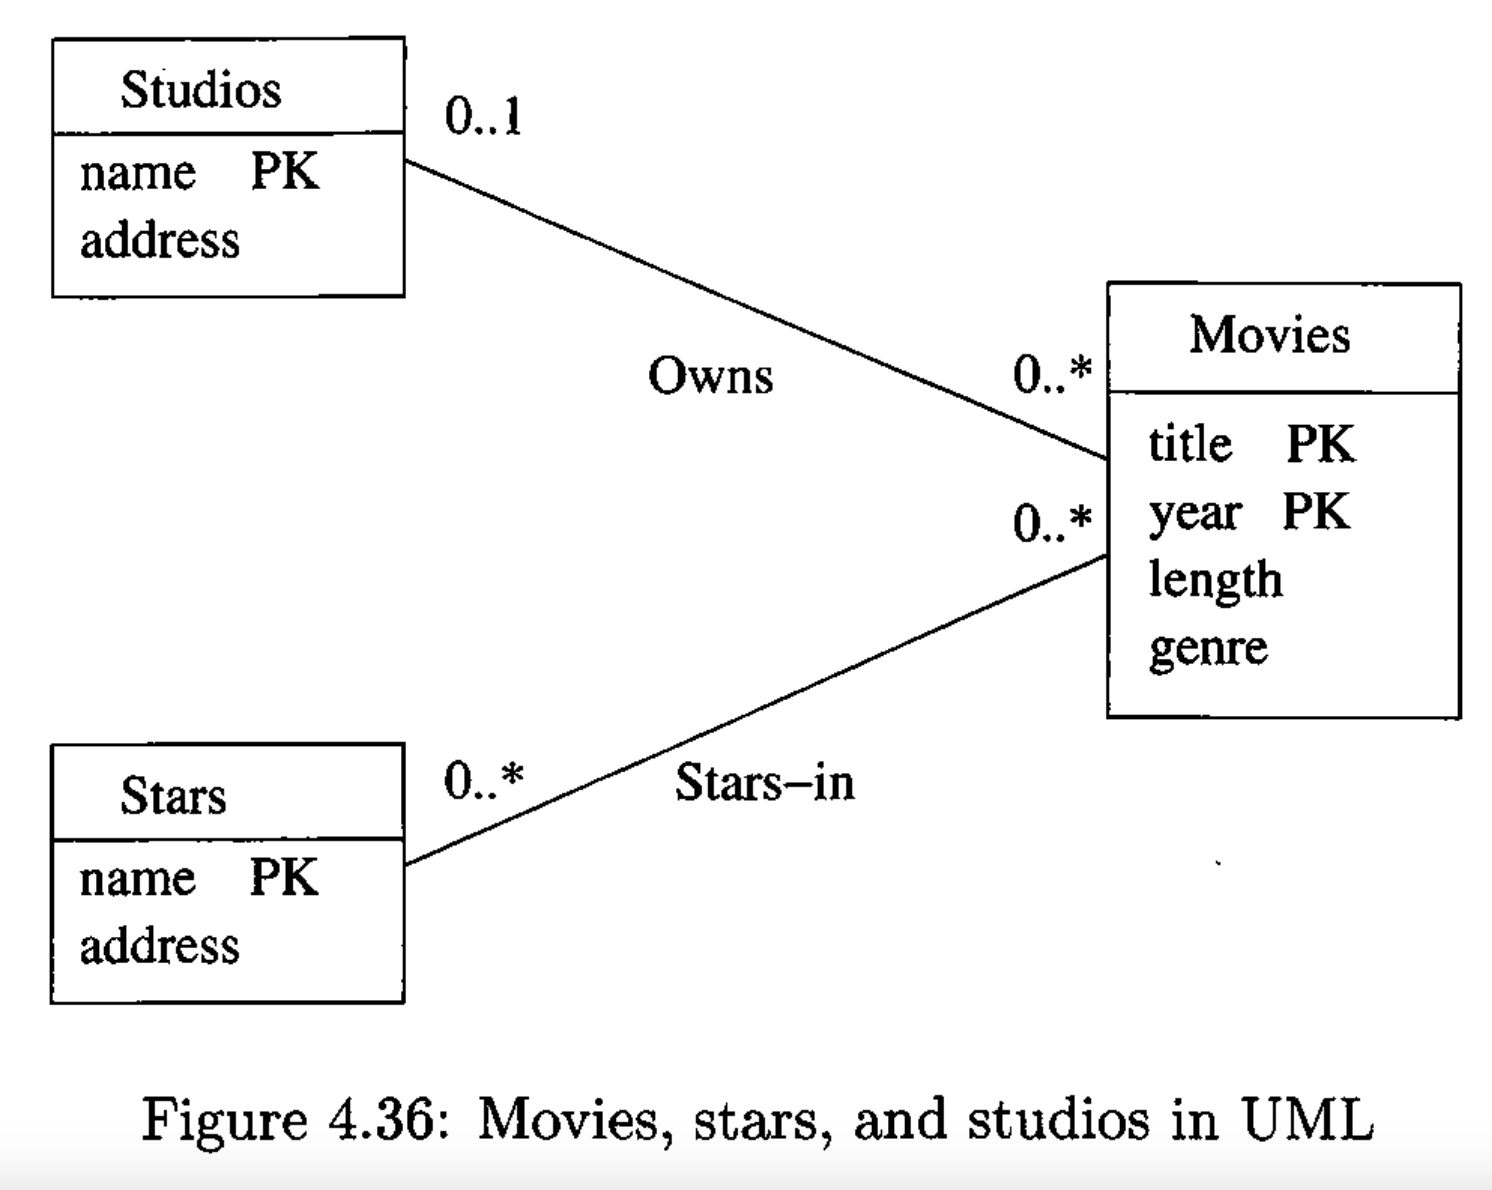 Studios
name PK
address
0..1
Owns
0..*
Movies
title PK
year PK
length
genre
0..*
Stars
name PK
address
0..*
Stars–in
Figure 4.36: Movies, stars, and studios in UML